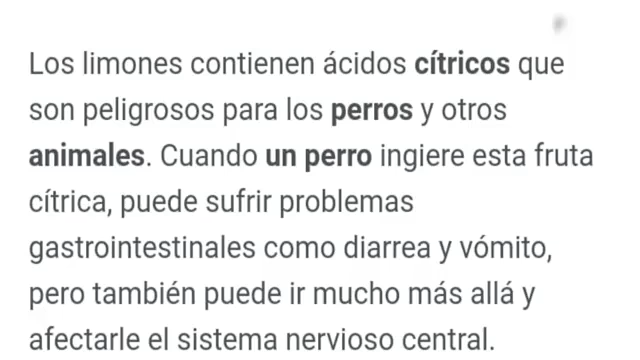 Los limones contienen ácidos cítricos que
son peligrosos para los perros y otros
animales. Cuando un perro ingiere esta fruta
cítrica, puede sufrir problemas
gastrointestinales como diarrea y vómito,
pero también puede ir mucho más allá y
afectarle el sistema nervioso central.